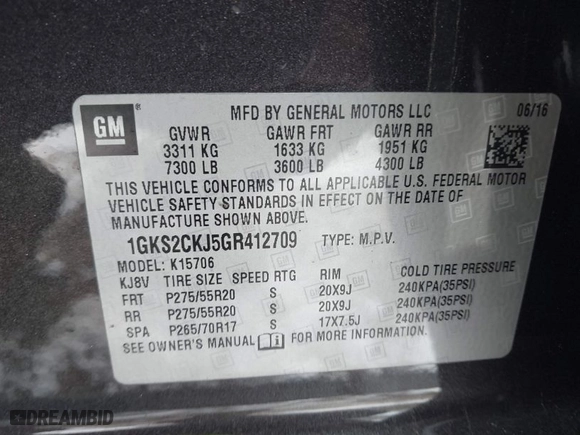 GM
MFD BY GENERAL MOTORS LLC 06/16
GVWR GAWR FRT GAWR RR
3311 KG 1633 KG 1951 KG
7300 LB 3600 LB 4300 LB
THIS VEHICLE CONFORMS TO ALL APPLICABLE U.S. FEDERAL MOTOR
VEHICLE SAFETY STANDARDS IN EFFECT ON THE DATE OF
MANUFACTURE SHOWN ABOVE.
1GKS2CKJ5GR412709 TYPE: M.P.V.
MODEL: K15706
KJ8V TIRE SIZE SPEED RTG RIM COLD TIRE PRESSURE
FRT P275/55R20 S 20X9J 240KPA(35PSI)
RR P275/55R20 S 20X9J 240KPA(35PSI)
SPA P265/70R17 S 17X7.5J 240KPA(35PSI)
SEE OWNER'S MANUAL FOR MORE INFORMATION.
DREAMBID